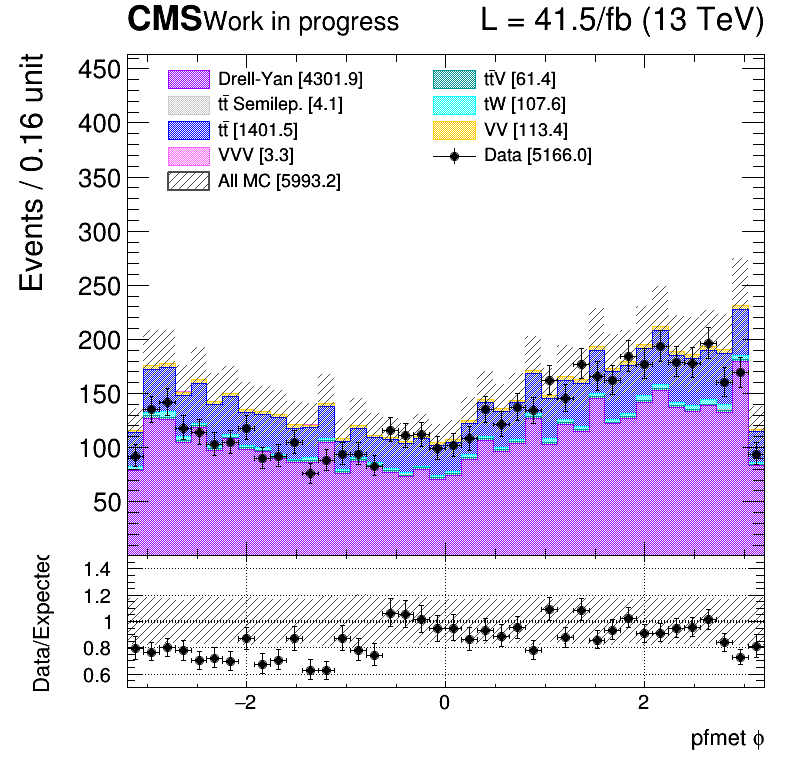 CMS Work in progress L = 41.5/fb (13 TeV)
Events / 0.16 unit
450
400
350
300
250
200
150
100
50
Drell-Yan [4301.9]
tt̄ Semilep. [4.1]
tt̄ [1401.5]
VVV [3.3]
All MC [5993.2]
tt̄V [61.4]
tW [107.6]
VV [113.4]
Data [5166.0]
Data/Expected
1.4
1.2
1
0.8
0.6
−2 0 2
pfmet ϕ